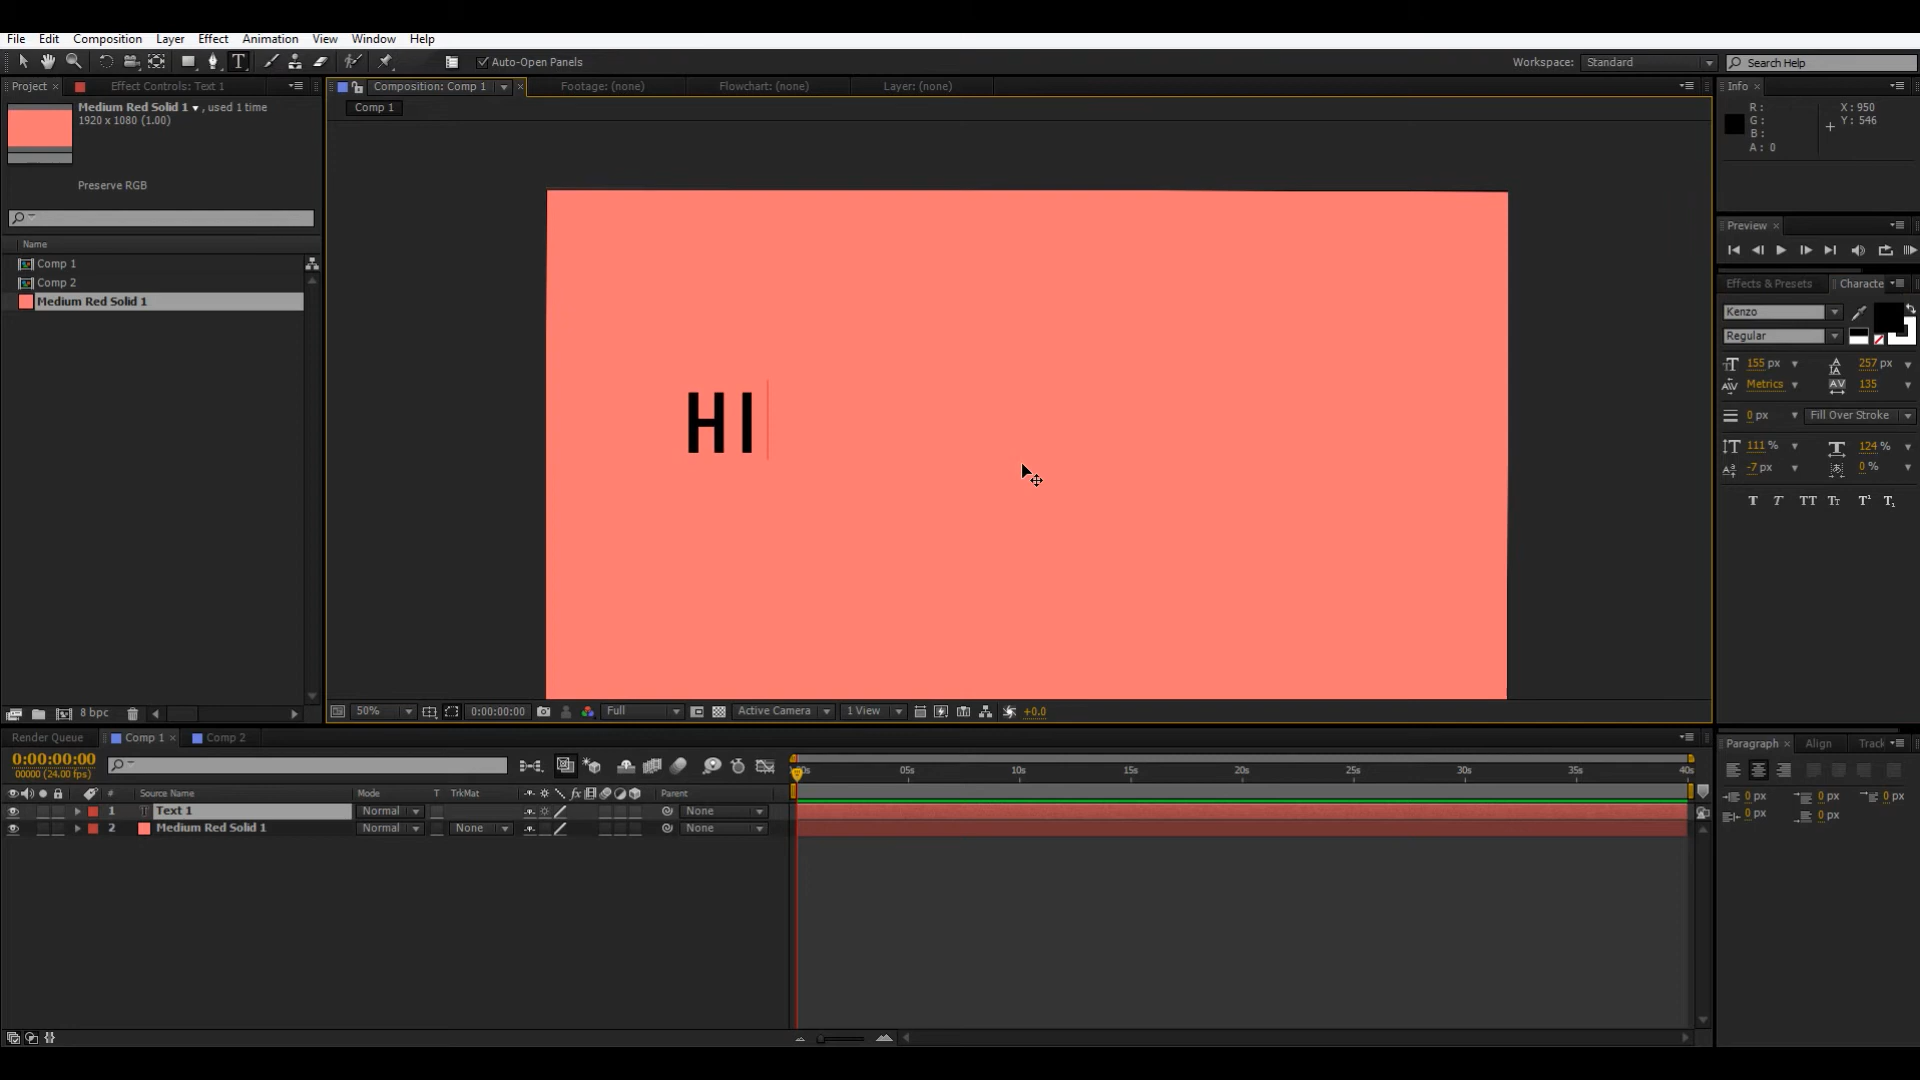 File Edit Composition Layer Effect Animation View Window Help
Auto-Open Panels Workspace: Standard Search Help
Project Effect Controls: Text 1 Composition: Comp 1 Footage: (none) Flowchart: (none) Layer: (none) Info
Medium Red Solid 1, used 1 time
1920 x 1080 (1.00)
Comp 1
R: X: 950
G: Y: 546
B:
A: 0
Preserve RGB
Preview
Name
Comp 1
Comp 2
Medium Red Solid 1
Effects & Presets Characte
Kenzo
Regular
155 px 257 px
Metrics 135
0 px Fill Over Stroke
111 % 124 %
-7 px 0 %
T T TT Tt T¹ T₁
HI
8 bpc 50% 0:00:00:00 Full Active Camera 1 View +0.0
Render Queue Comp 1 Comp 2 Paragraph Align Track
0:00:00:00
00000 (24.00 fps)
05s 10s 15s 20s 25s 30s 35s 40s
# Source Name Mode T TrkMat fx Parent
1 T Text 1 Normal None
2 Medium Red Solid 1 Normal None None
0 px 0 px 0 px
0 px 0 px